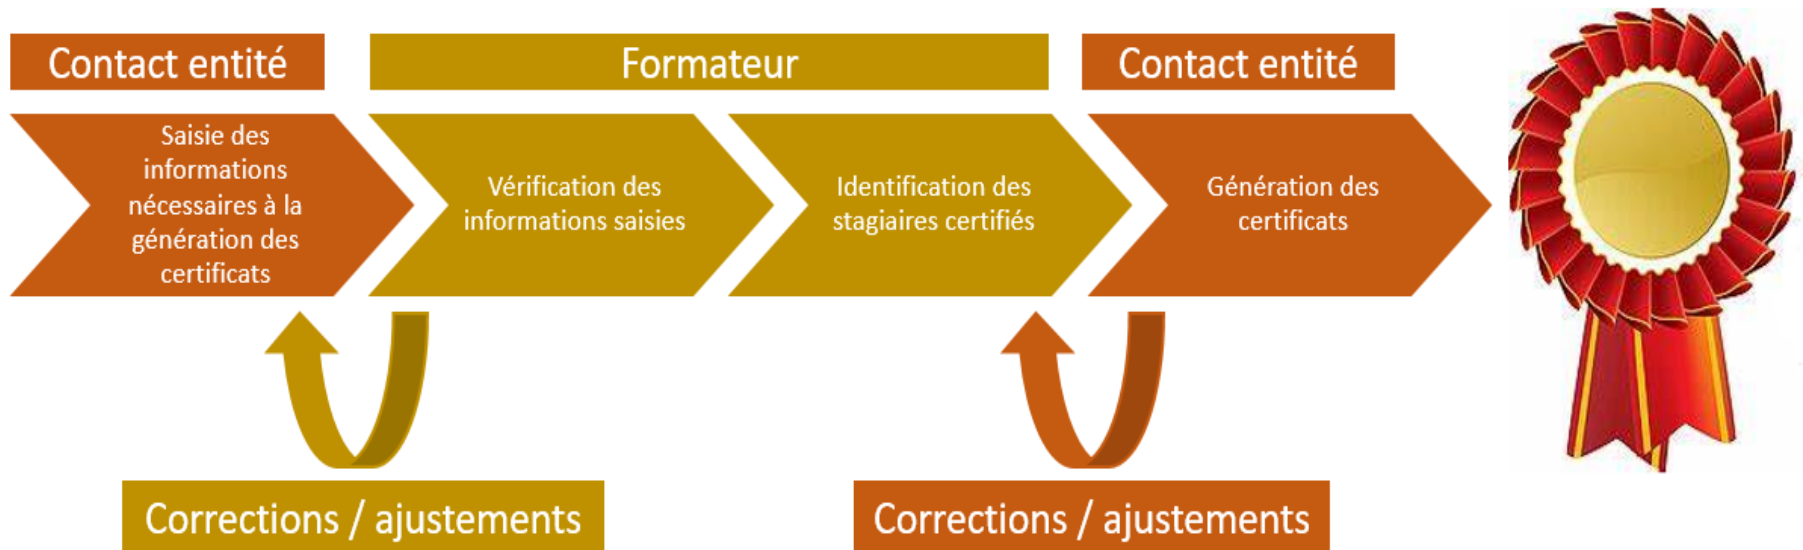 Contact entité
Formateur
Contact entité
Saisie des
informations
nécessaires à la
génération des
certificats
Vérification des
informations saisies
Identification des
stagiaires certifiés
Génération des
certificats
Corrections / ajustements
Corrections / ajustements